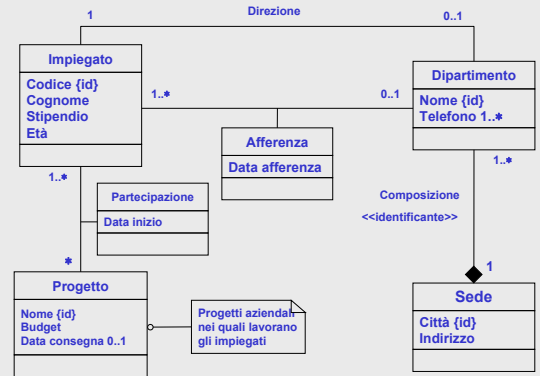 Direzione
1
0..1
Impiegato
Codice {id}
Cognome
Stipendio
Età
1..*
0..1
Dipartimento
Nome {id}
Telefono 1..*
Afferenza
Data afferenza
1..*
1..*
Partecipazione
Data inizio
Composizione
<<identificante>>
*
1
Progetto
Nome {id}
Budget
Data consegna 0..1
Progetti aziendali
nei quali lavorano
gli impiegati
Sede
Città {id}
Indirizzo